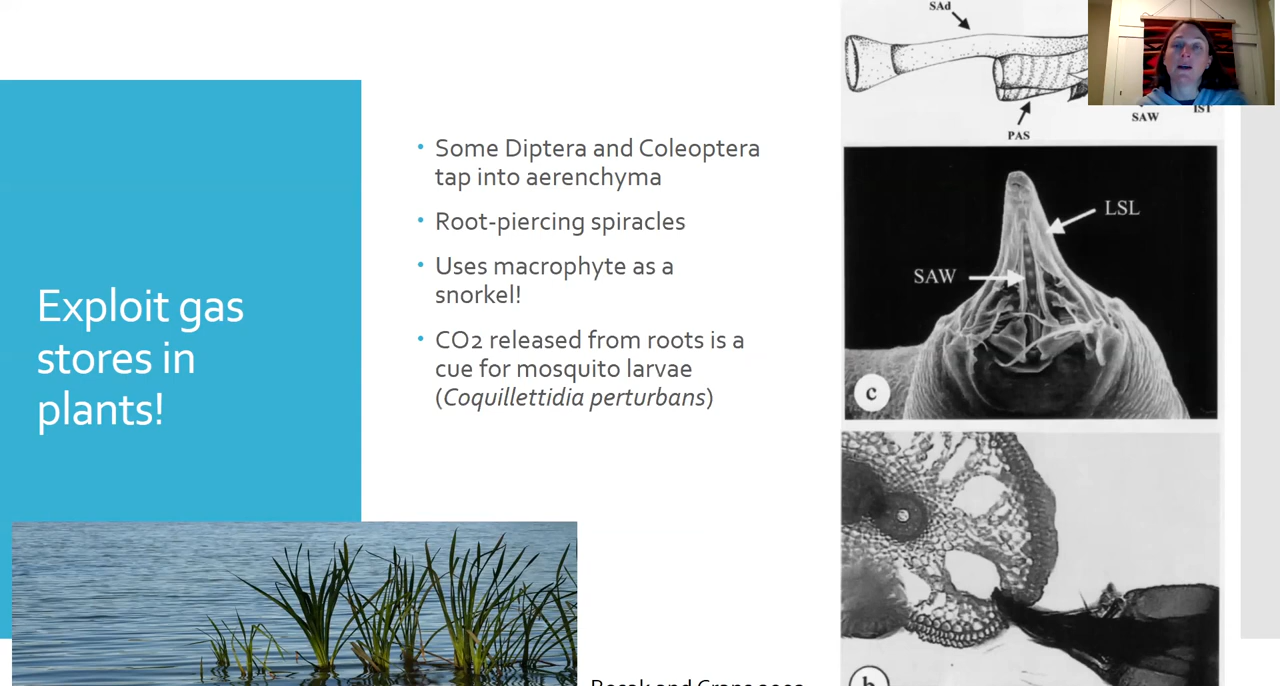 Exploit gas
stores in
plants!
• Some Diptera and Coleoptera
tap into aerenchyma
• Root-piercing spiracles
• Uses macrophyte as a
snorkel!
• CO2 released from roots is a
cue for mosquito larvae
(Coquillettidia perturbans)
SAd
PAS
SAW
IST
LSL
SAW
c
b